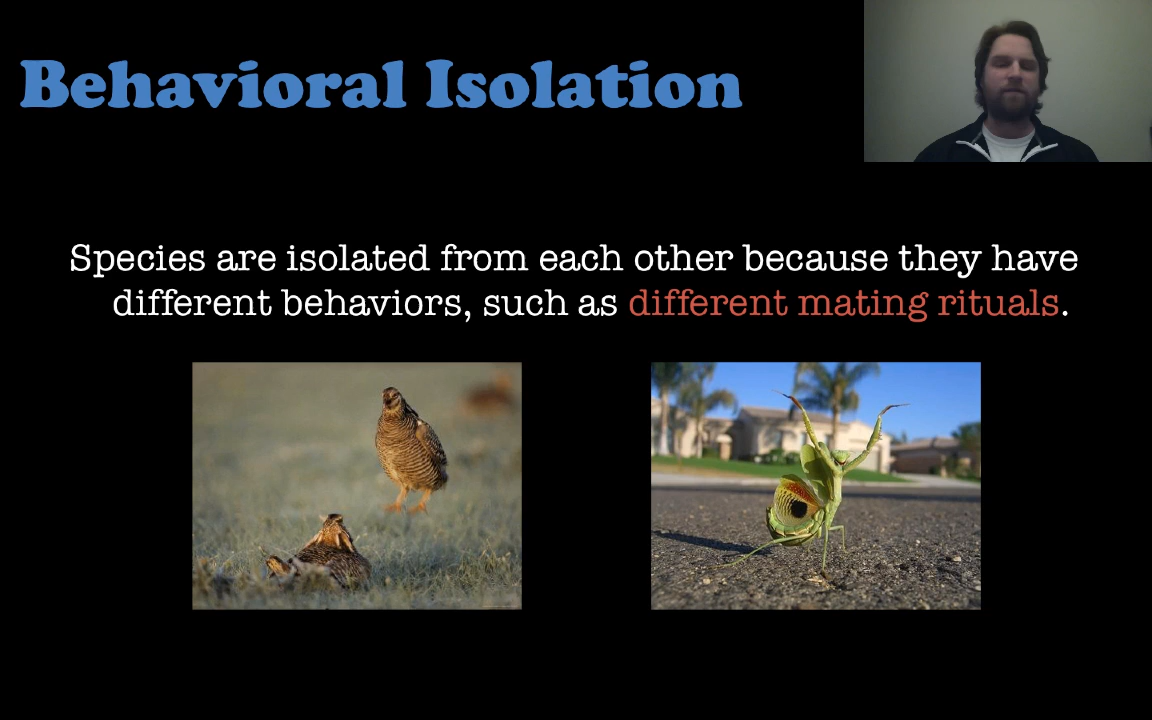 Behavioral Isolation
Species are isolated from each other because they have
different behaviors, such as different mating rituals.